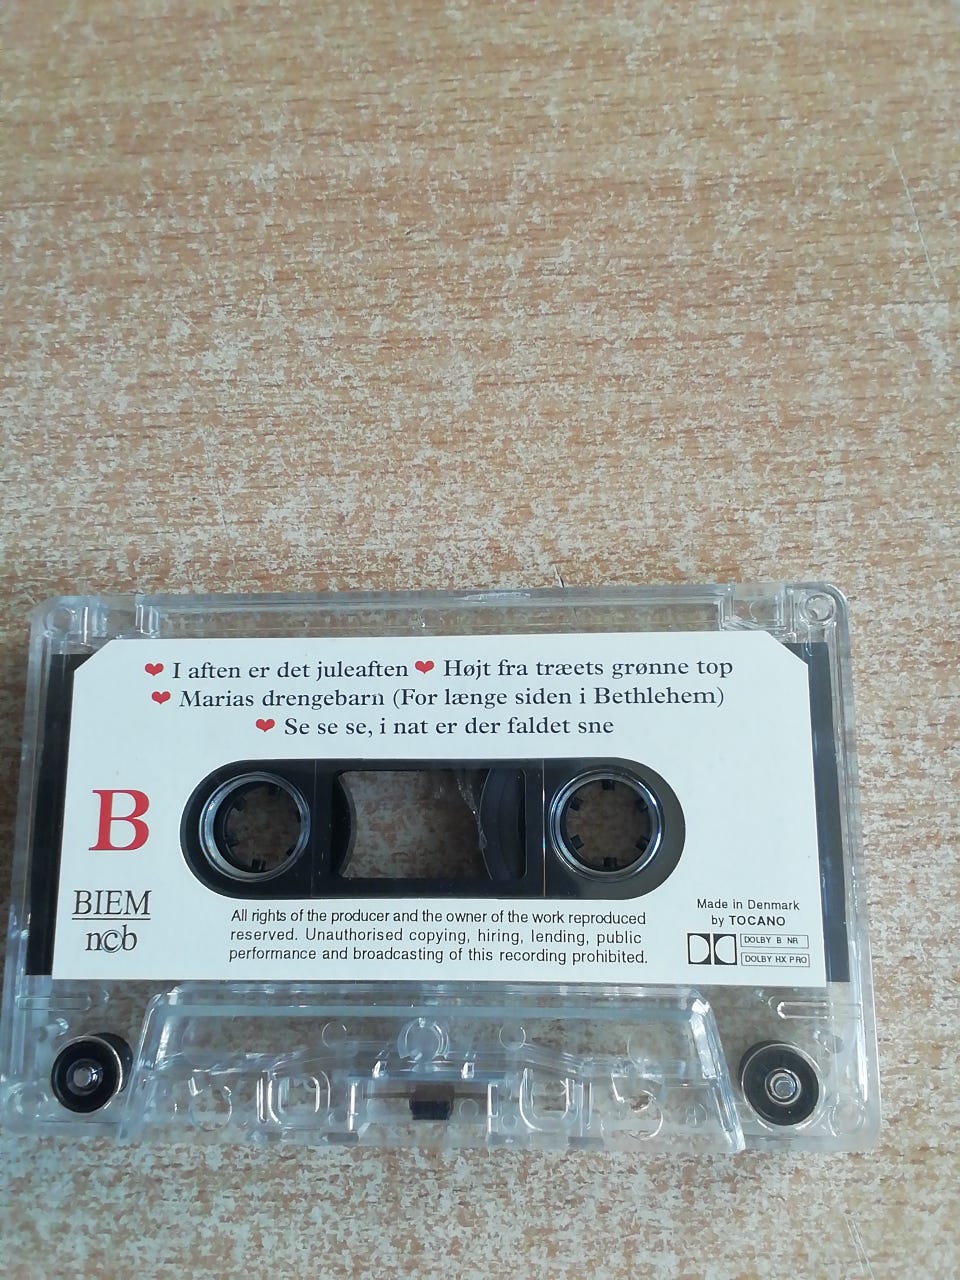 ❤ I aften er det juleaften ❤ Højt fra træets grønne top
❤ Marias drengebarn (For længe siden i Bethlehem)
❤ Se se se, i nat er der faldet sne
B
BIEM
n©b
All rights of the producer and the owner of the work reproduced
reserved. Unauthorised copying, hiring, lending, public
performance and broadcasting of this recording prohibited.
Made in Denmark
by TOCANO
DOLBY B NR
DOLBY HX PRO